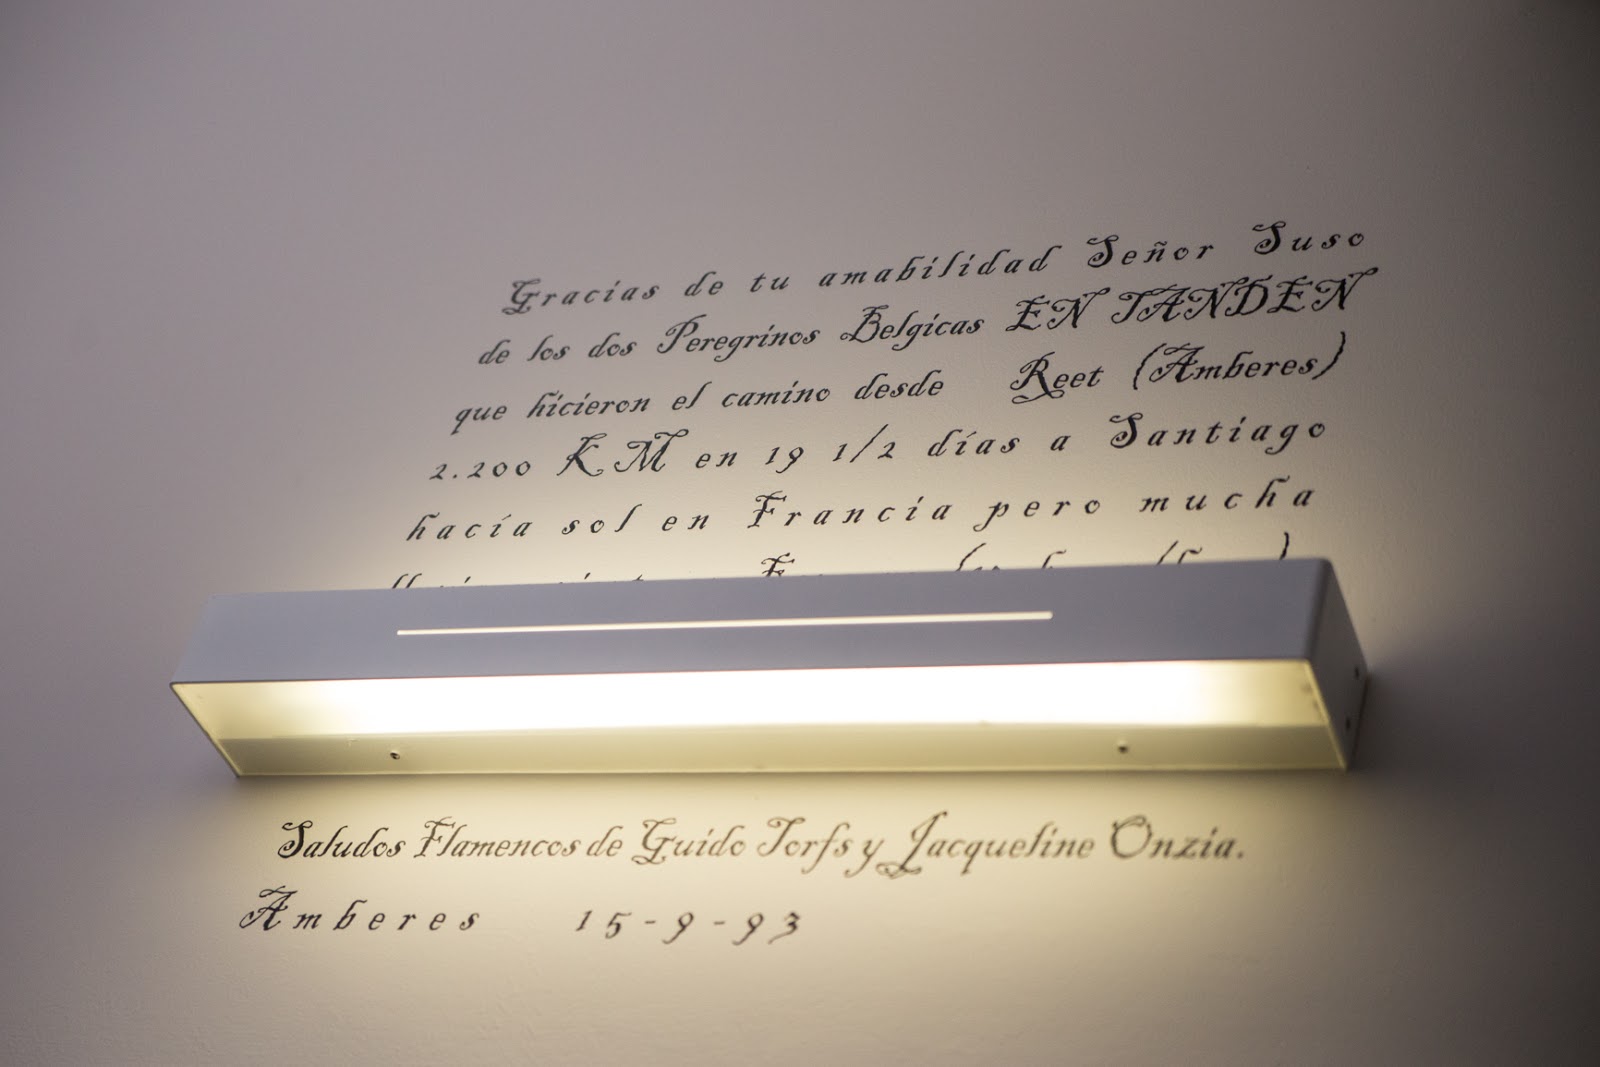 Gracias de tu amabilidad Señor Suso
de los dos Peregrinos Belgicas EN TANDEN
que hicieron el camino desde Reet (Amberes)
2.200 KM en 19 1/2 días a Santiago
hacía sol en Francia pero mucha
Saludos Flamencos de Guido Torfs y Jacqueline Onzia.
Amberes 15-9-93